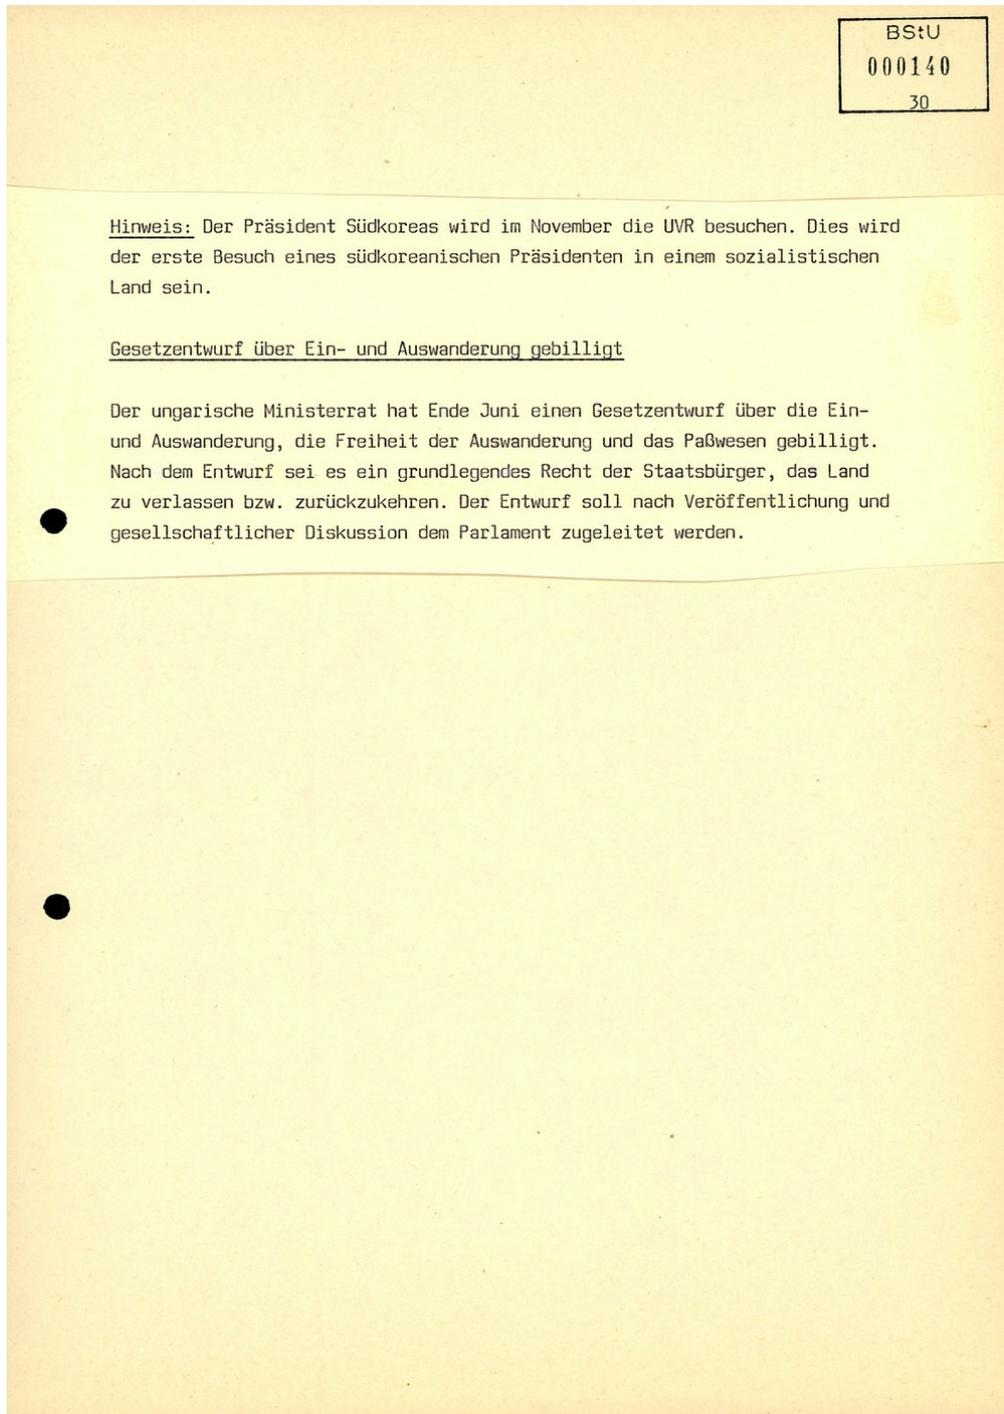 BStU
000140
30
Hinweis: Der Präsident Südkoreas wird im November die UVR besuchen. Dies wird
der erste Besuch eines südkoreanischen Präsidenten in einem sozialistischen
Land sein.
Gesetzentwurf über Ein- und Auswanderung gebilligt
Der ungarische Ministerrat hat Ende Juni einen Gesetzentwurf über die Ein-
und Auswanderung, die Freiheit der Auswanderung und das Paßwesen gebilligt.
Nach dem Entwurf sei es ein grundlegendes Recht der Staatsbürger, das Land
zu verlassen bzw. zurückzukehren. Der Entwurf soll nach Veröffentlichung und
gesellschaftlicher Diskussion dem Parlament zugeleitet werden.